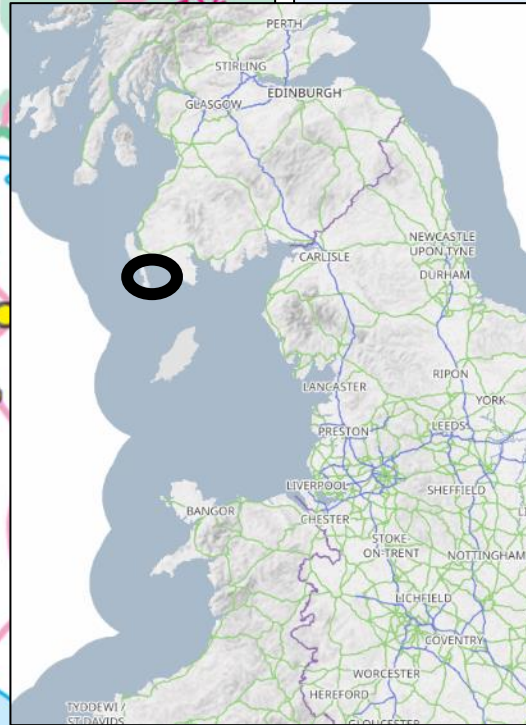 PERTH
STIRLING
EDINBURGH
GLASGOW
NEWCASTLE
UPON TYNE
CARLISLE
DURHAM
RIPON
LANCASTER
YORK
PRESTON
LEEDS
LIVERPOOL
SHEFFIELD
BANGOR
CHESTER
STOKE
ON-TRENT
NOTTINGHAM
LICHFIELD
COVENTRY
WORCESTER
HEREFORD
TYDDEWI /
ST DAVIDS
GLOUCESTER